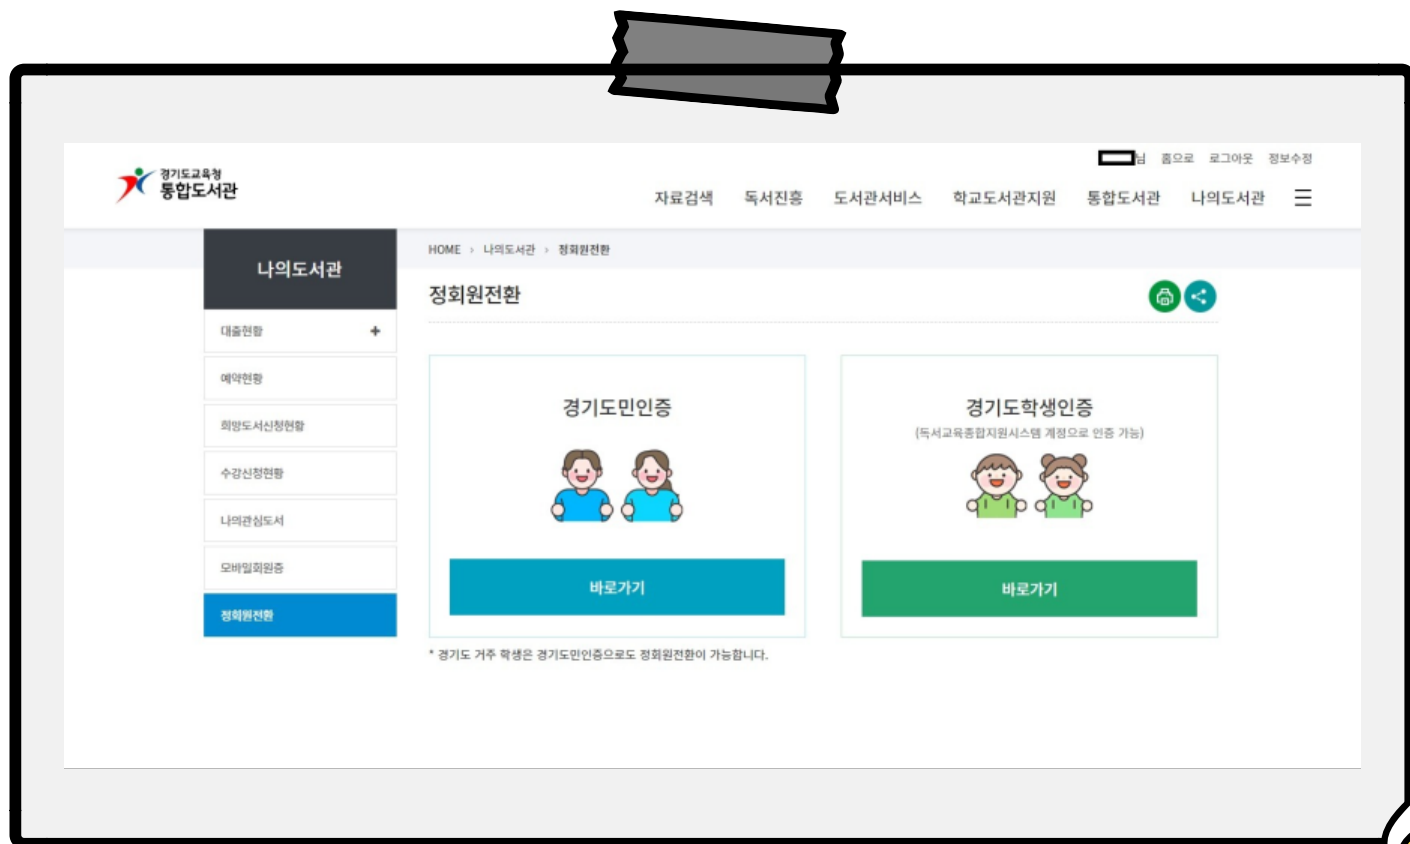 경기도교육청
통합도서관
님 홈으로 로그아웃 정보수정
자료검색 독서진흥 도서관서비스 학교도서관지원 통합도서관 나의도서관
나의도서관
대출현황
예약현황
희망도서신청현황
수강신청현황
나의관심도서
모바일회원증
정회원전환
HOME > 나의도서관 > 정회원전환
정회원전환
경기도민인증
바로가기
경기도학생인증
(독서교육종합지원시스템 계정으로 인증 가능)
바로가기
* 경기도 거주 학생은 경기도민인증으로도 정회원전환이 가능합니다.